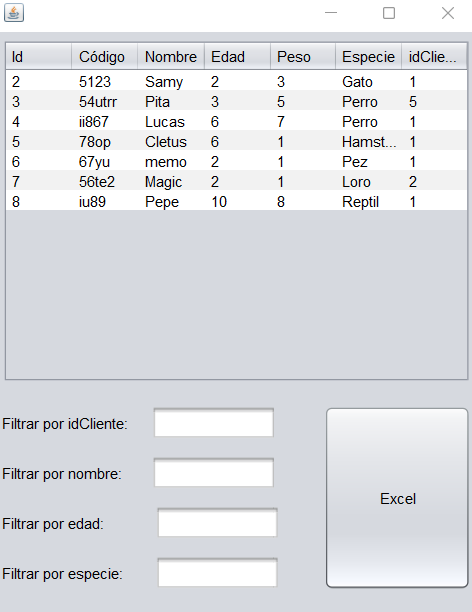 Id Código Nombre Edad Peso Especie idClie...
2 5123 Samy 2 3 Gato 1
3 54utrr Pita 3 5 Perro 5
4 ii867 Lucas 6 7 Perro 1
5 78op Cletus 6 1 Hamst... 1
6 67yu memo 2 1 Pez 1
7 56te2 Magic 2 1 Loro 2
8 iu89 Pepe 10 8 Reptil 1
Filtrar por idCliente:
Filtrar por nombre:
Excel
Filtrar por edad:
Filtrar por especie: